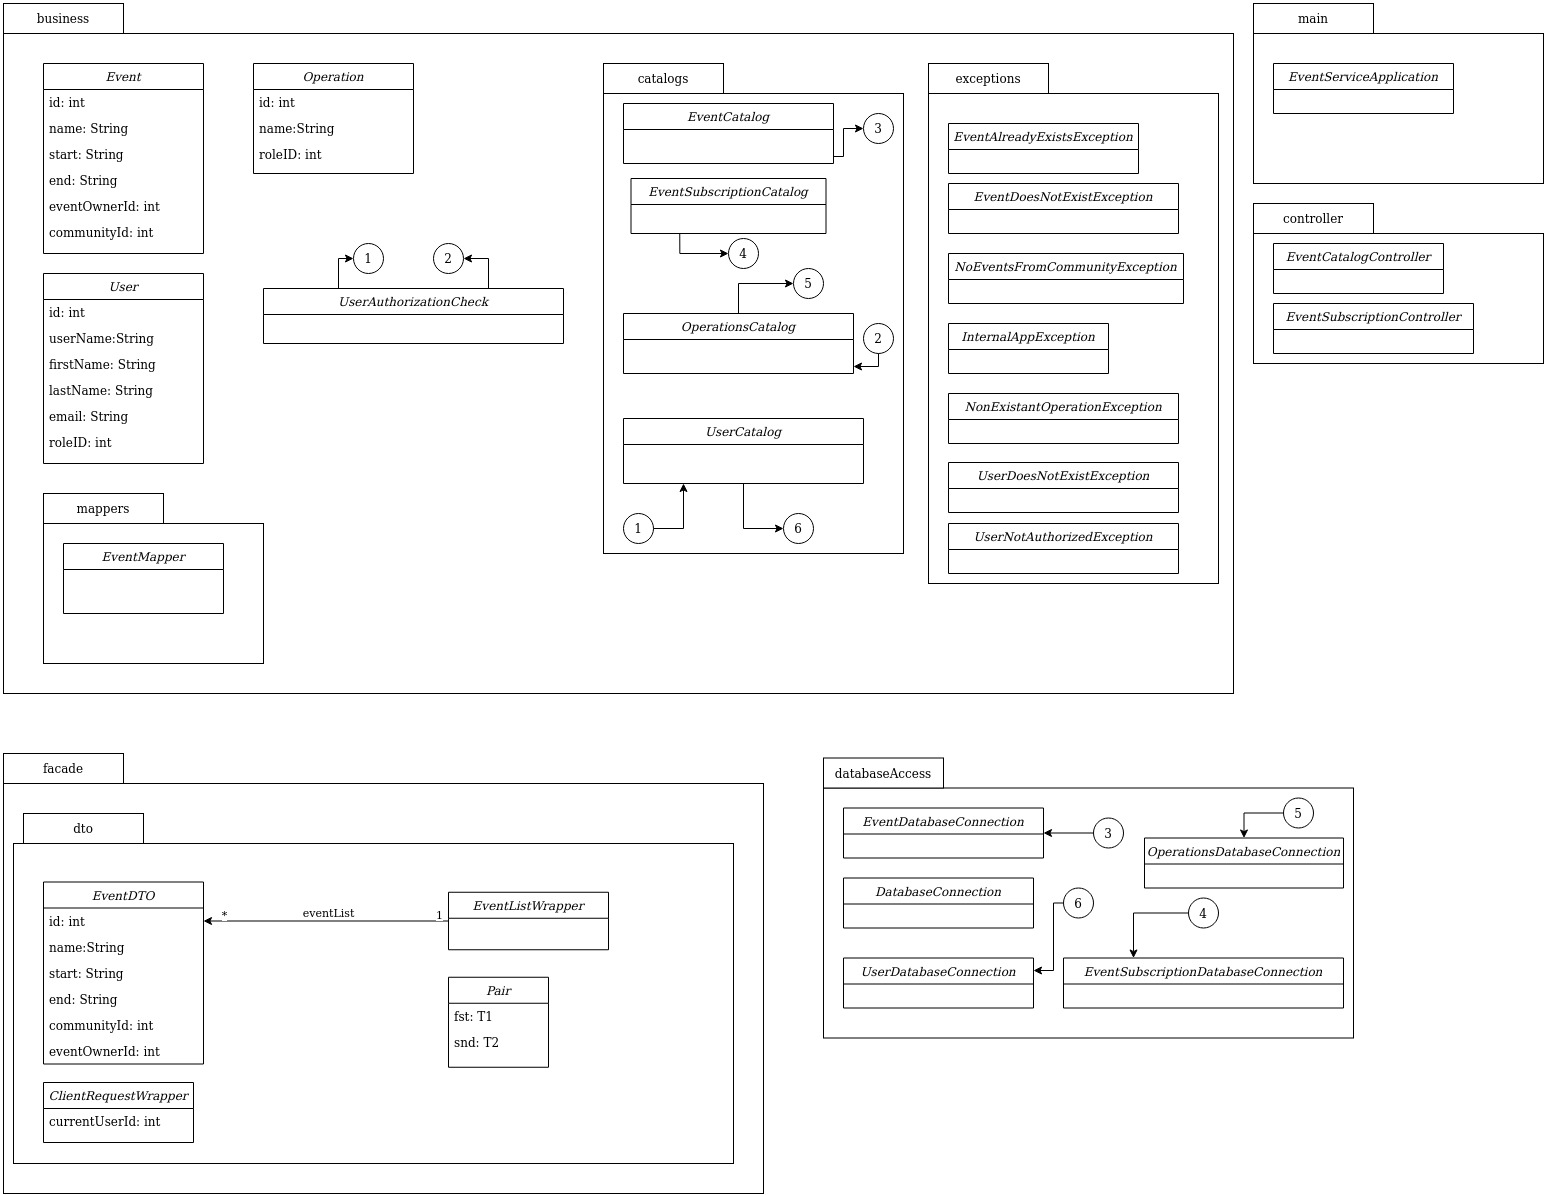 business
Event
id: int
name: String
start: String
end: String
eventOwnerId: int
communityId: int
Operation
id: int
name:String
roleID: int
User
id: int
userName:String
firstName: String
lastName: String
email: String
roleID: int
1
2
UserAuthorizationCheck
mappers
EventMapper
catalogs
EventCatalog
3
EventSubscriptionCatalog
4
5
OperationsCatalog
2
UserCatalog
1
6
exceptions
EventAlreadyExistsException
EventDoesNotExistException
NoEventsFromCommunityException
InternalAppException
NonExistantOperationException
UserDoesNotExistException
UserNotAuthorizedException
main
EventServiceApplication
controller
EventCatalogController
EventSubscriptionController
facade
dto
EventDTO
id: int
name:String
start: String
end: String
communityId: int
eventOwnerId: int
* eventList 1
EventListWrapper
Pair
fst: T1
snd: T2
ClientRequestWrapper
currentUserId: int
databaseAccess
EventDatabaseConnection
3
5
OperationsDatabaseConnection
DatabaseConnection
6
4
UserDatabaseConnection
EventSubscriptionDatabaseConnection